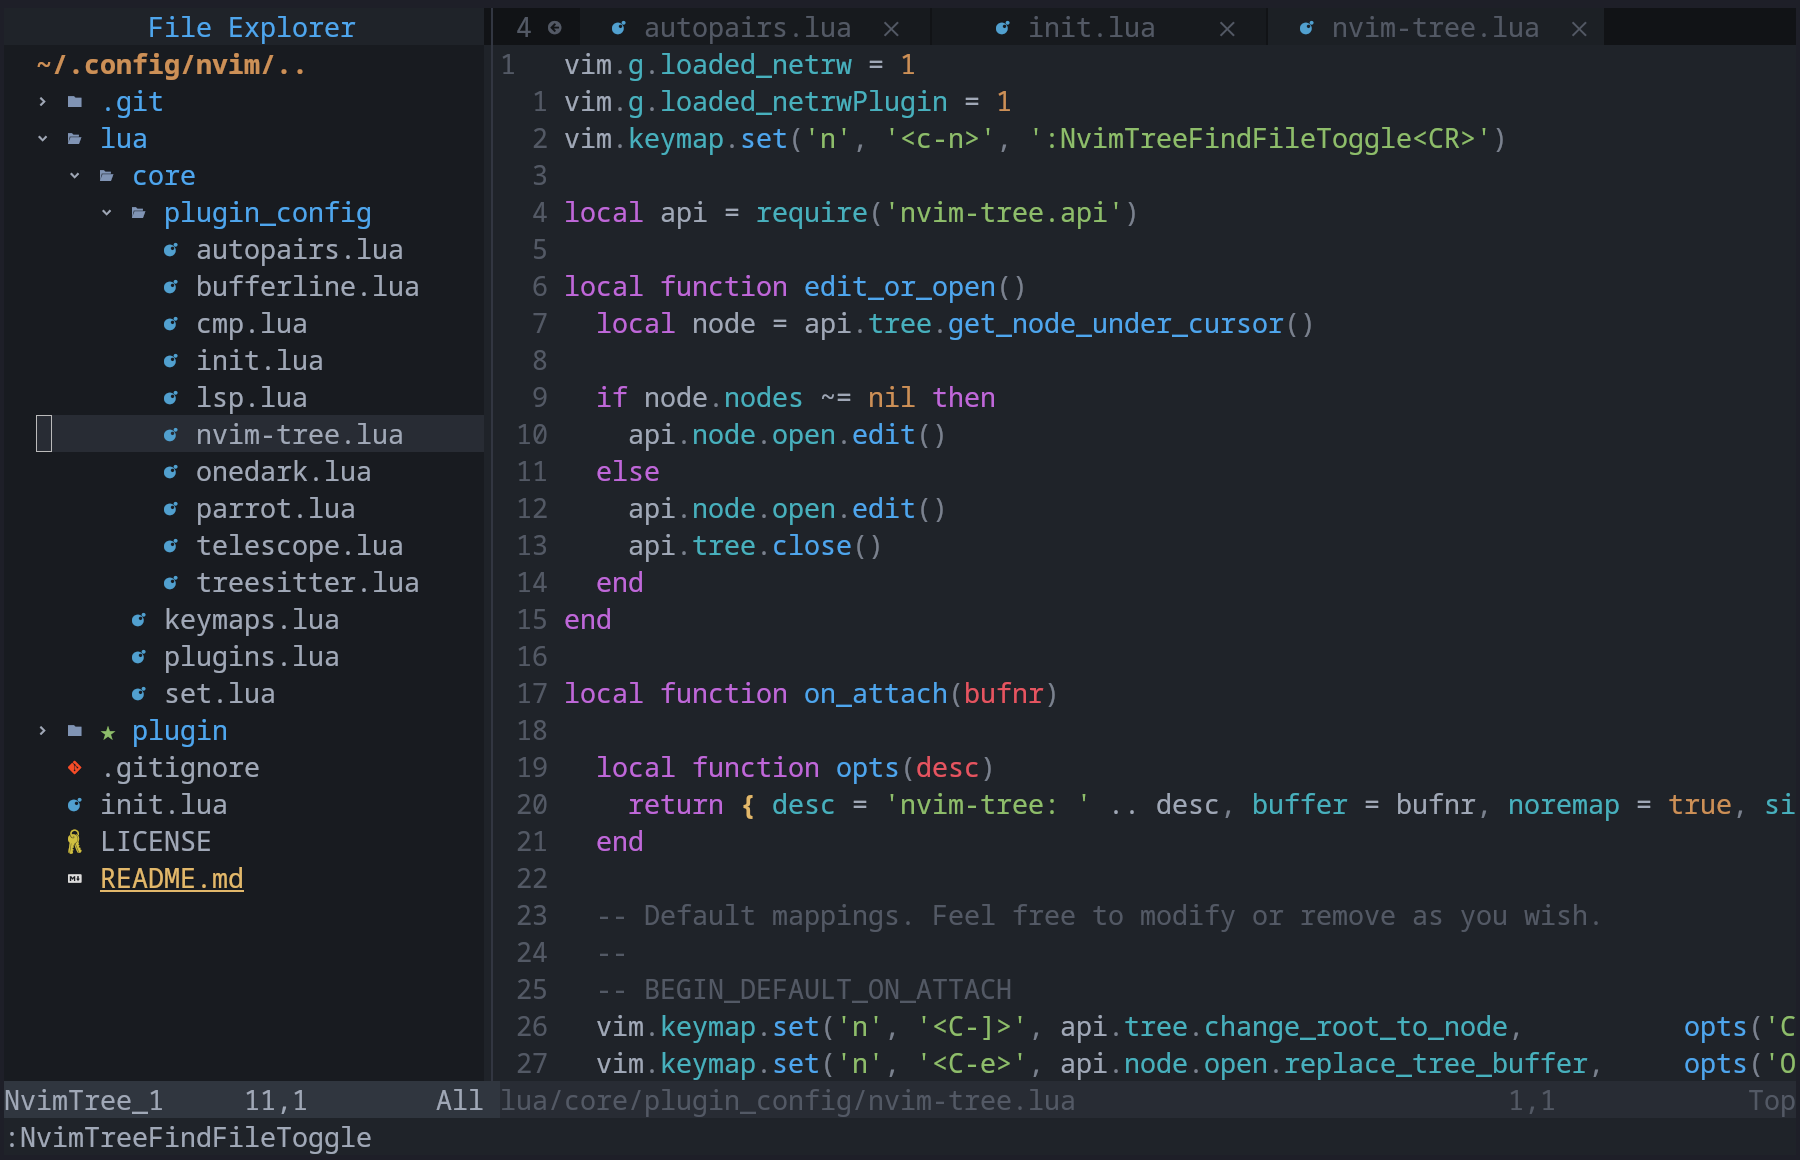 File Explorer
~/.config/nvim/..
.git
lua
core
plugin_config
autopairs.lua
bufferline.lua
cmp.lua
init.lua
lsp.lua
nvim-tree.lua
onedark.lua
parrot.lua
telescope.lua
treesitter.lua
keymaps.lua
plugins.lua
set.lua
★ plugin
.gitignore
init.lua
LICENSE
README.md
NvimTree_1 11,1 All
4 autopairs.lua × init.lua × nvim-tree.lua ×
1 vim.g.loaded_netrw = 1
1 vim.g.loaded_netrwPlugin = 1
2 vim.keymap.set('n', '<c-n>', ':NvimTreeFindFileToggle<CR>')
3
4 local api = require('nvim-tree.api')
5
6 local function edit_or_open()
7 local node = api.tree.get_node_under_cursor()
8
9 if node.nodes ~= nil then
10 api.node.open.edit()
11 else
12 api.node.open.edit()
13 api.tree.close()
14 end
15 end
16
17 local function on_attach(bufnr)
18
19 local function opts(desc)
20 return { desc = 'nvim-tree: ' .. desc, buffer = bufnr, noremap = true, si
21 end
22
23 -- Default mappings. Feel free to modify or remove as you wish.
24 --
25 -- BEGIN_DEFAULT_ON_ATTACH
26 vim.keymap.set('n', '<C-]>', api.tree.change_root_to_node, opts('C
27 vim.keymap.set('n', '<C-e>', api.node.open.replace_tree_buffer, opts('O
lua/core/plugin_config/nvim-tree.lua 1,1 Top
:NvimTreeFindFileToggle